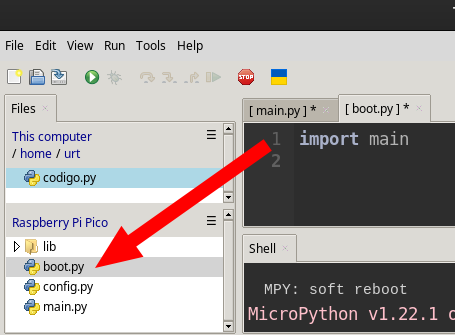 File Edit View Run Tools Help
Files
This computer
/ home / urt
codigo.py
Raspberry Pi Pico
lib
boot.py
config.py
main.py
[ main.py ] *
[ boot.py ] *
1 import main
2
Shell
MPY: soft reboot
MicroPython v1.22.1 o